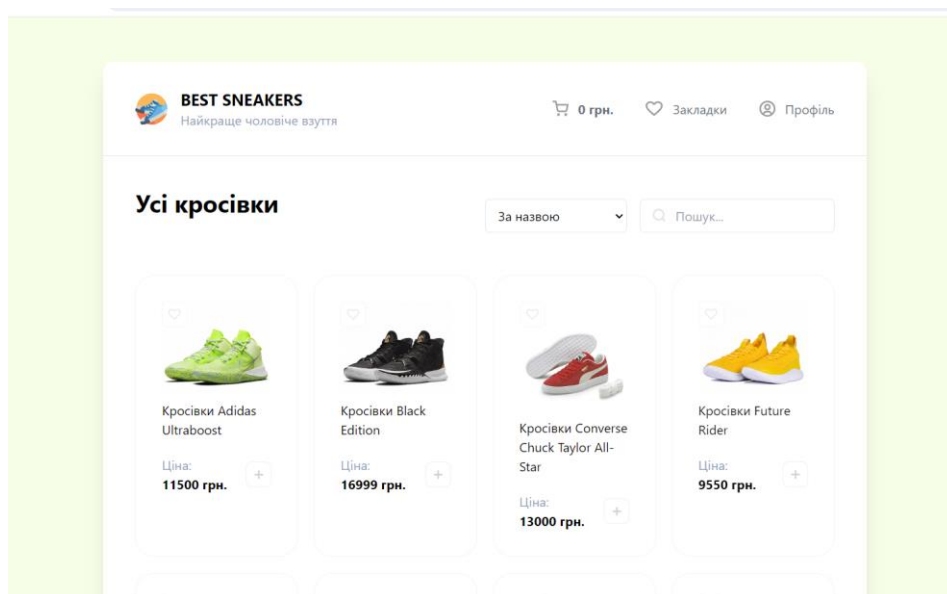 BEST SNEAKERS
Найкраще чоловіче взуття
0 грн.
Закладки
Профіль
Усі кросівки
За назвою
Пошук...
Кросівки Adidas
Ultraboost
Ціна:
11500 грн.
Кросівки Black
Edition
Ціна:
16999 грн.
Кросівки Converse
Chuck Taylor All-
Star
Ціна:
13000 грн.
Кросівки Future
Rider
Ціна:
9550 грн.